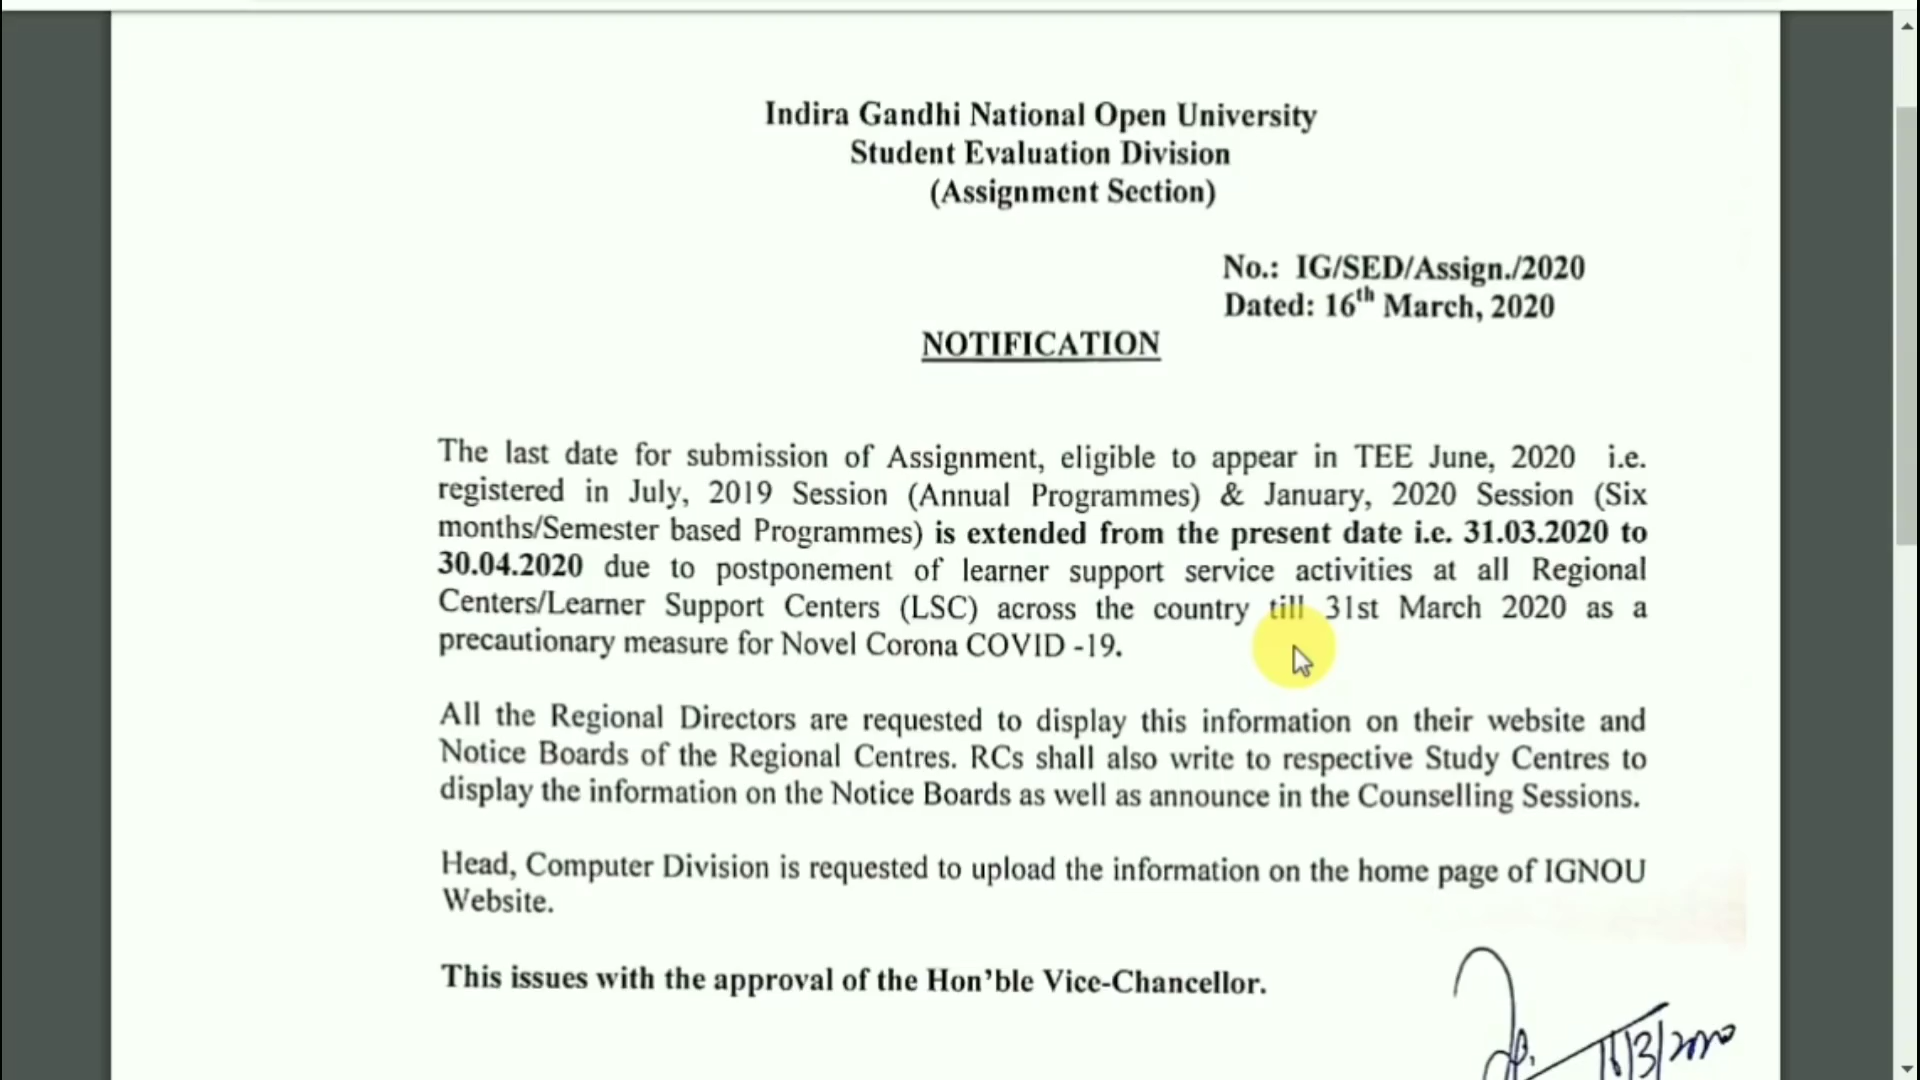 Indira Gandhi National Open University
Student Evaluation Division
(Assignment Section)
No.: IG/SED/Assign./2020
Dated: 16th March, 2020
NOTIFICATION
The last date for submission of Assignment, eligible to appear in TEE June, 2020 i.e.
registered in July, 2019 Session (Annual Programmes) & January, 2020 Session (Six
months/Semester based Programmes) is extended from the present date i.e. 31.03.2020 to
30.04.2020 due to postponement of learner support service activities at all Regional
Centers/Learner Support Centers (LSC) across the country till 31st March 2020 as a
precautionary measure for Novel Corona COVID -19.
All the Regional Directors are requested to display this information on their website and
Notice Boards of the Regional Centres. RCs shall also write to respective Study Centres to
display the information on the Notice Boards as well as announce in the Counselling Sessions.
Head, Computer Division is requested to upload the information on the home page of IGNOU
Website.
This issues with the approval of the Hon'ble Vice-Chancellor.